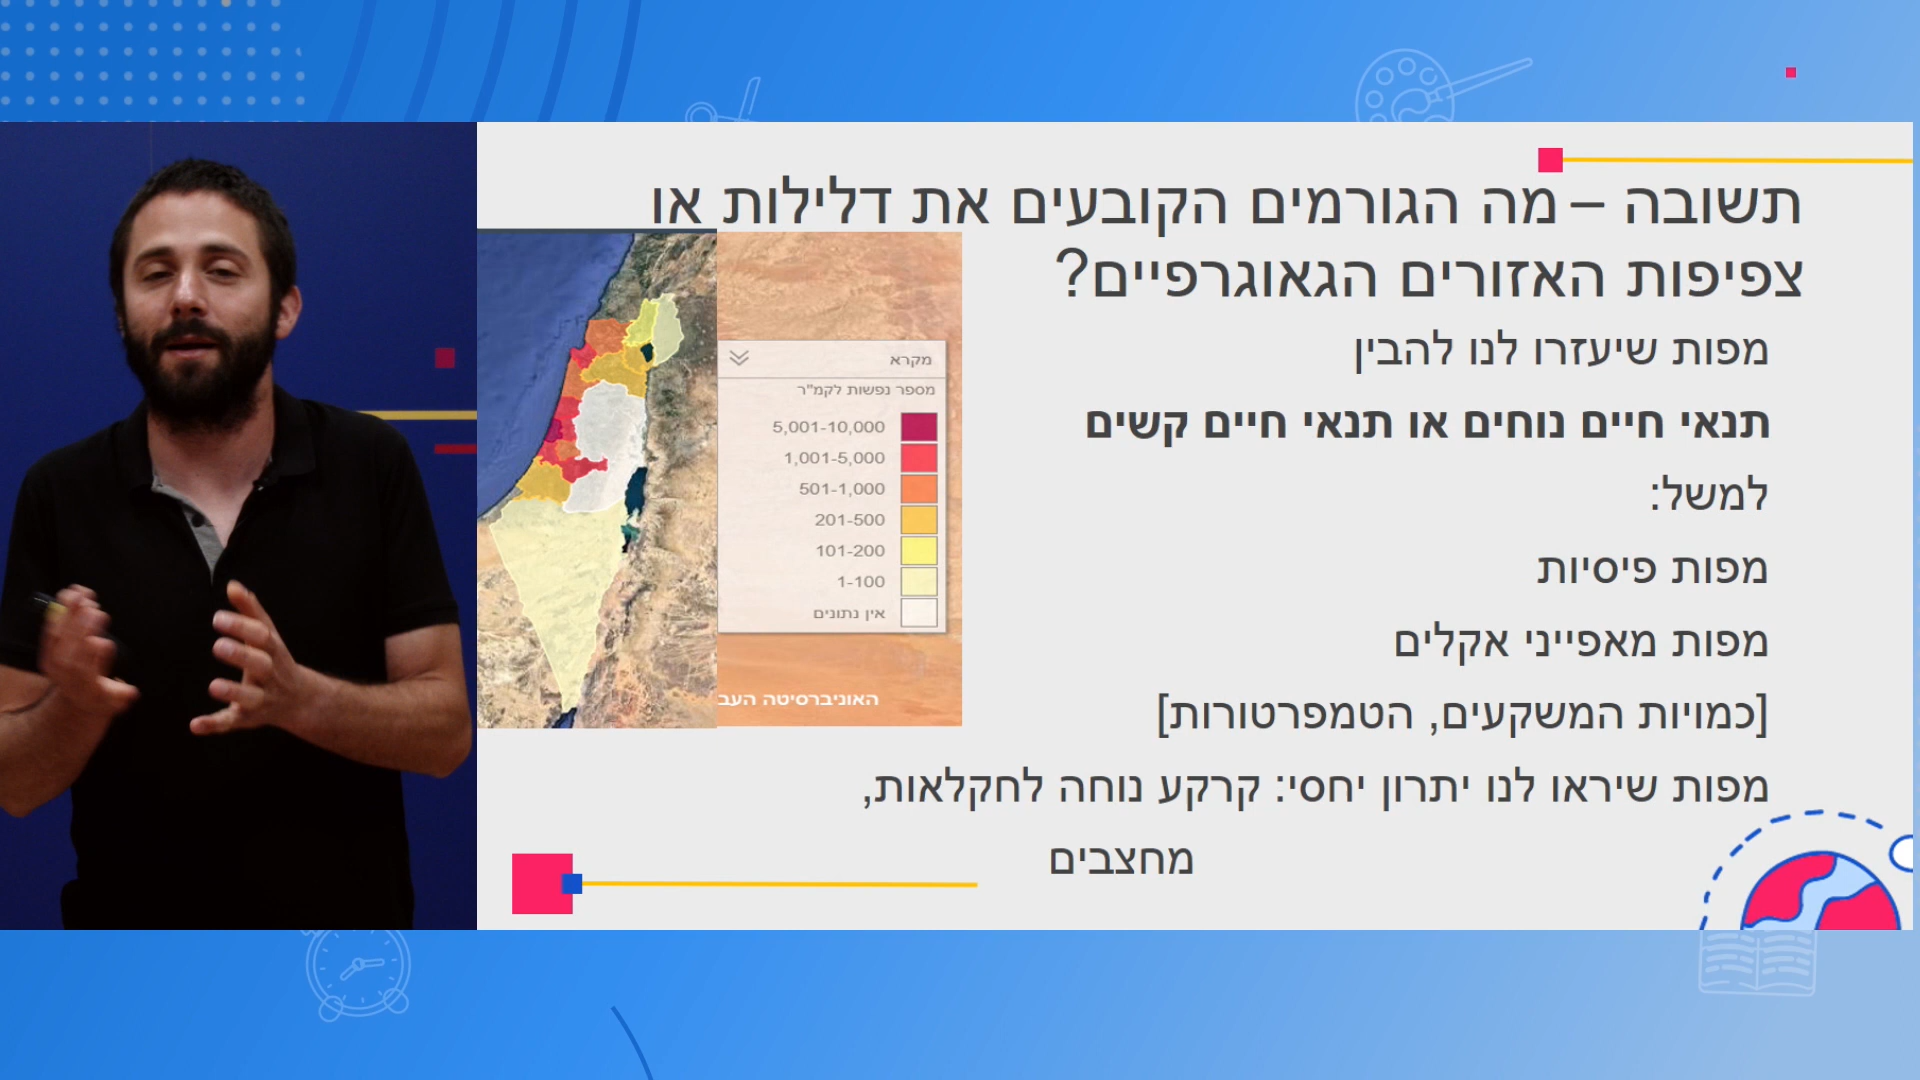 תשובה – מה הגורמים הקובעים את דלילות או
צפיפות האזורים הגאוגרפיים?
מפות שיעזרו לנו להבין
תנאי חיים נוחים או תנאי חיים קשים
למשל:
מפות פיסיות
מפות מאפייני אקלים
[כמויות המשקעים, הטמפרטורות]
מפות שיראו לנו יתרון יחסי: קרקע נוחה לחקלאות,
מחצבים
מקרא
מספר נפשות לקמ"ר
5,001-10,000
1,001-5,000
501-1,000
201-500
101-200
1-100
אין נתונים
האוניברסיטה העב